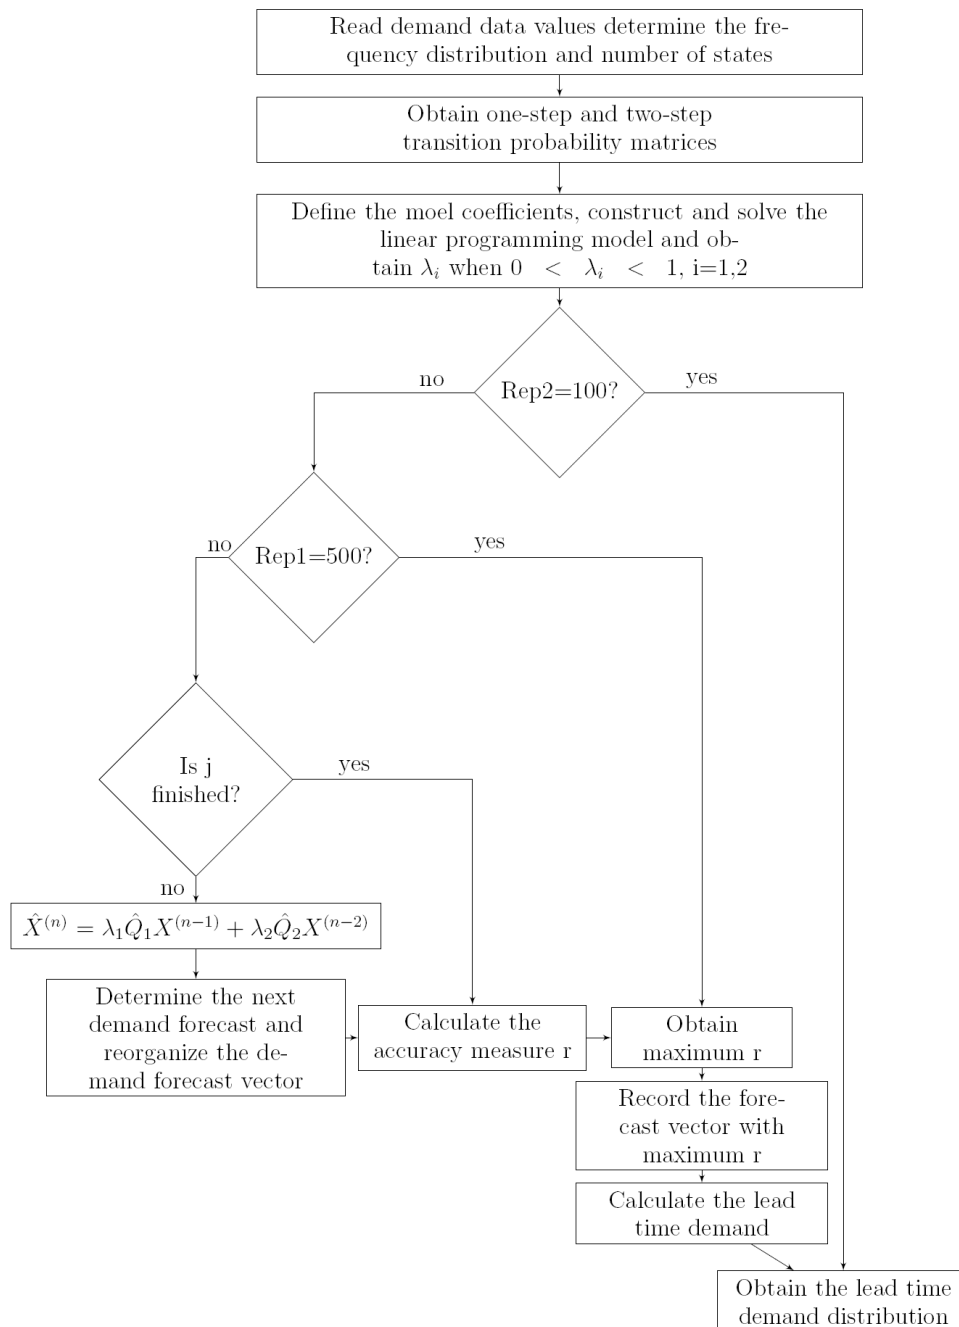 Read demand data values determine the fre-
quency distribution and number of states
Obtain one-step and two-step
transition probability matrices
Define the moel coefficients, construct and solve the
linear programming model and ob-
tain λ_i when 0 < λ_i < 1, i=1,2
Rep2=100?
no
yes
Rep1=500?
no
yes
Is j
finished?
yes
no
X̂^(n) = λ_1 Q̂_1 X^(n−1) + λ_2 Q̂_2 X^(n−2)
Determine the next
demand forecast and
reorganize the de-
mand forecast vector
Calculate the
accuracy measure r
Obtain
maximum r
Record the fore-
cast vector with
maximum r
Calculate the lead
time demand
Obtain the lead time
demand distribution